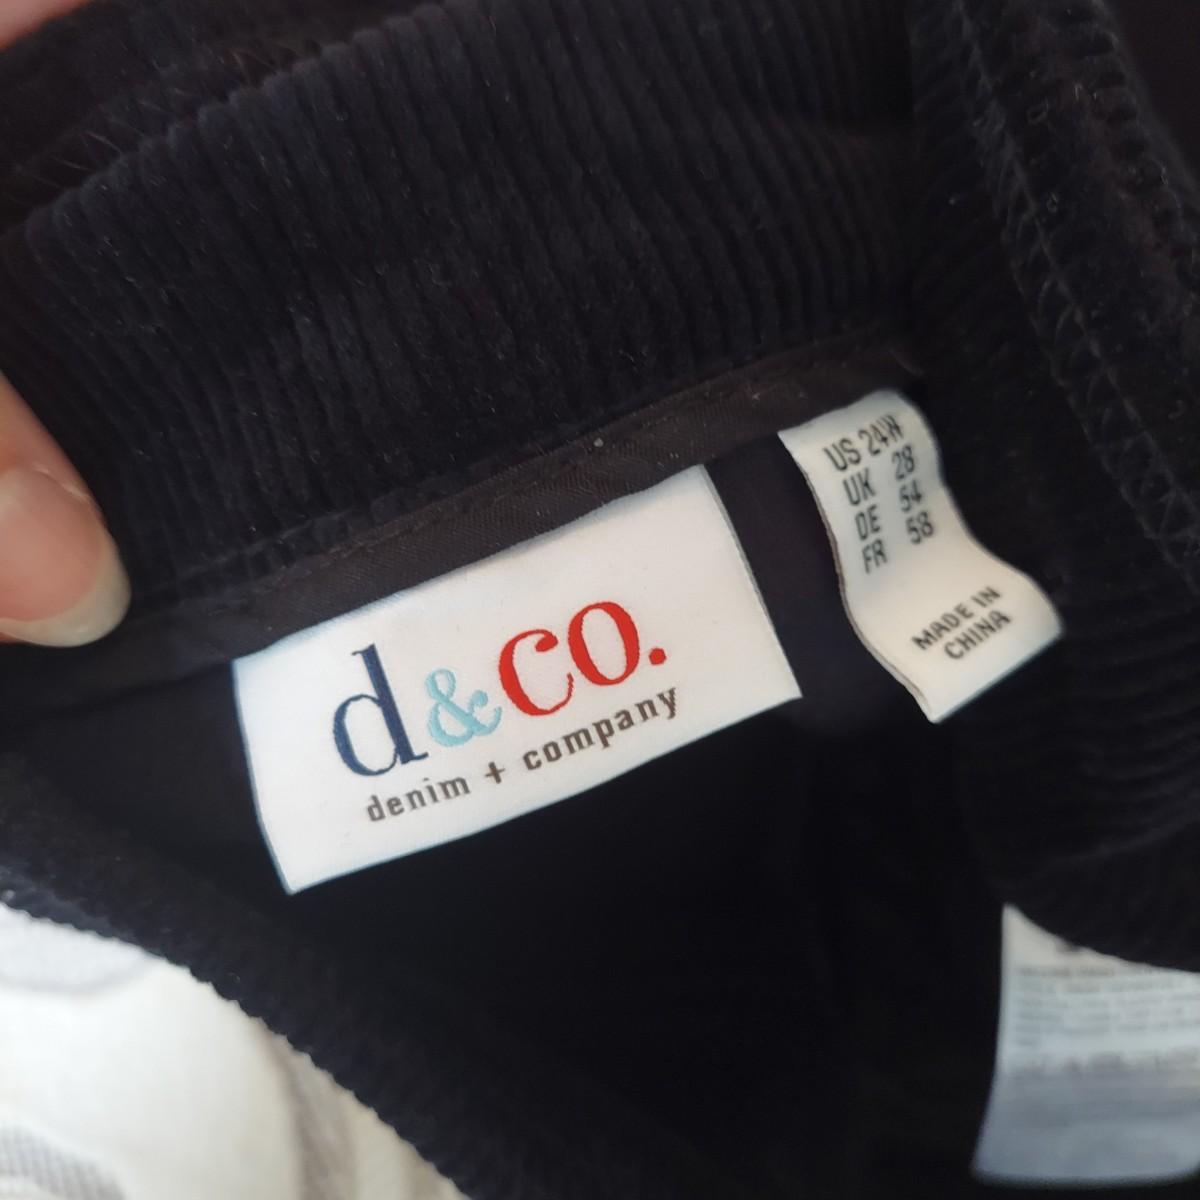 d&co.
denim + company
US 24W
UK 28
DE 54
FR 58
MADE IN
CHINA